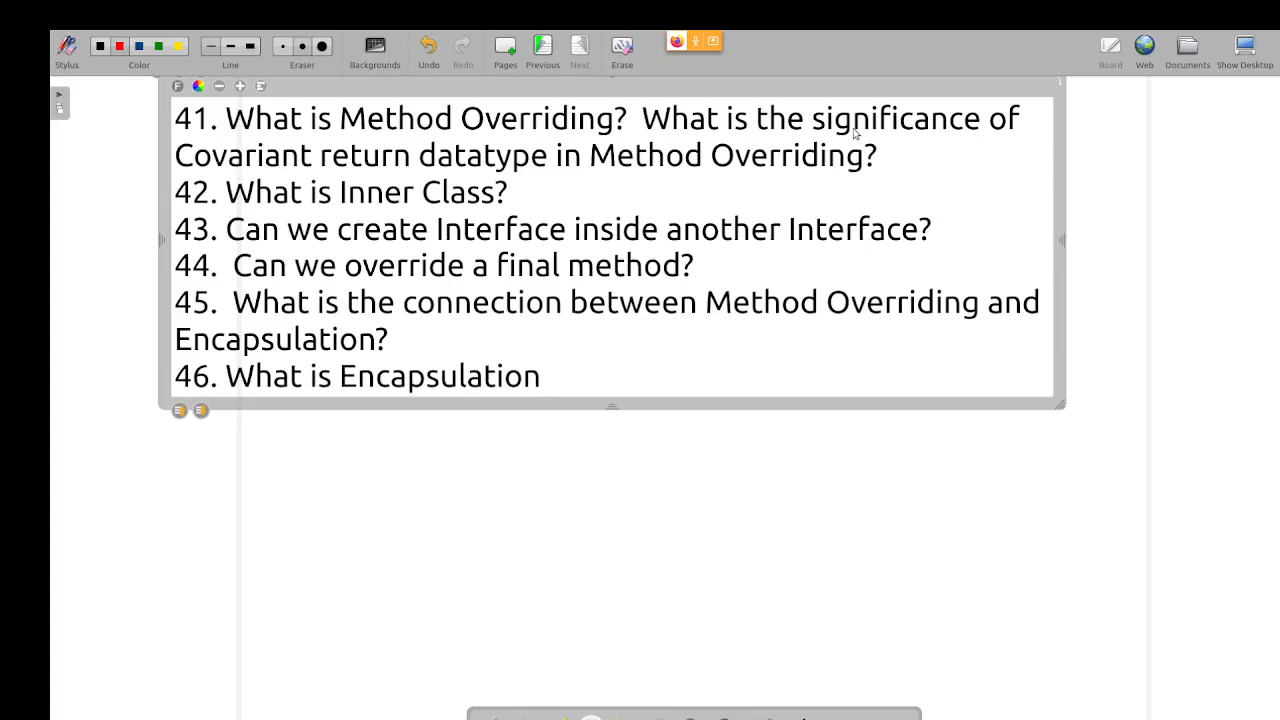 Stylus Color Line Eraser Backgrounds Undo Redo Pages Previous Next Erase Board Web Documents Show Desktop
41. What is Method Overriding?  What is the significance of
Covariant return datatype in Method Overriding?
42. What is Inner Class?
43. Can we create Interface inside another Interface?
44.  Can we override a final method?
45.  What is the connection between Method Overriding and
Encapsulation?
46. What is Encapsulation